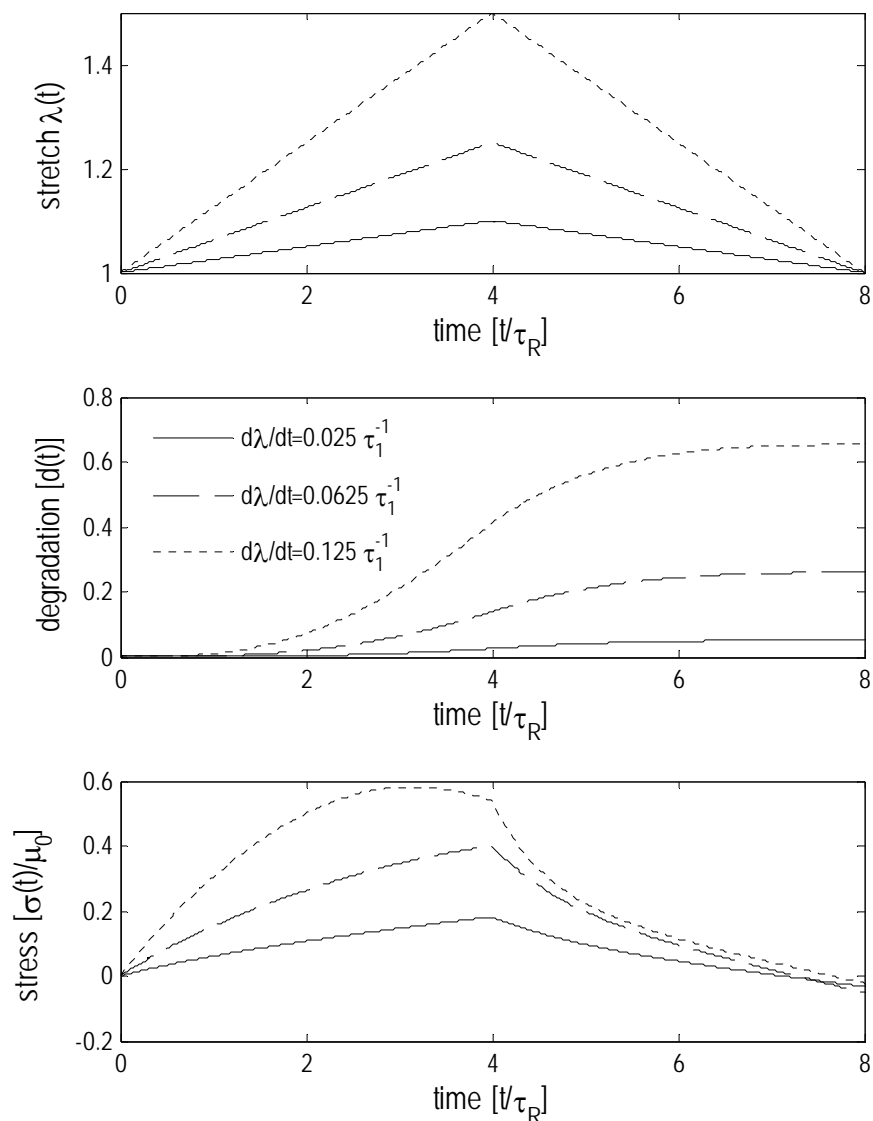 stretch λ(t)
1.4
1.2
1
0 2 4 6 8
time [t/τ_R]
degradation [d(t)]
0.8
0.6
0.4
0.2
0
dλ/dt=0.025 τ₁⁻¹
dλ/dt=0.0625 τ₁⁻¹
dλ/dt=0.125 τ₁⁻¹
0 2 4 6 8
time [t/τ_R]
stress [σ(t)/μ₀]
0.6
0.4
0.2
0
-0.2
0 2 4 6 8
time [t/τ_R]